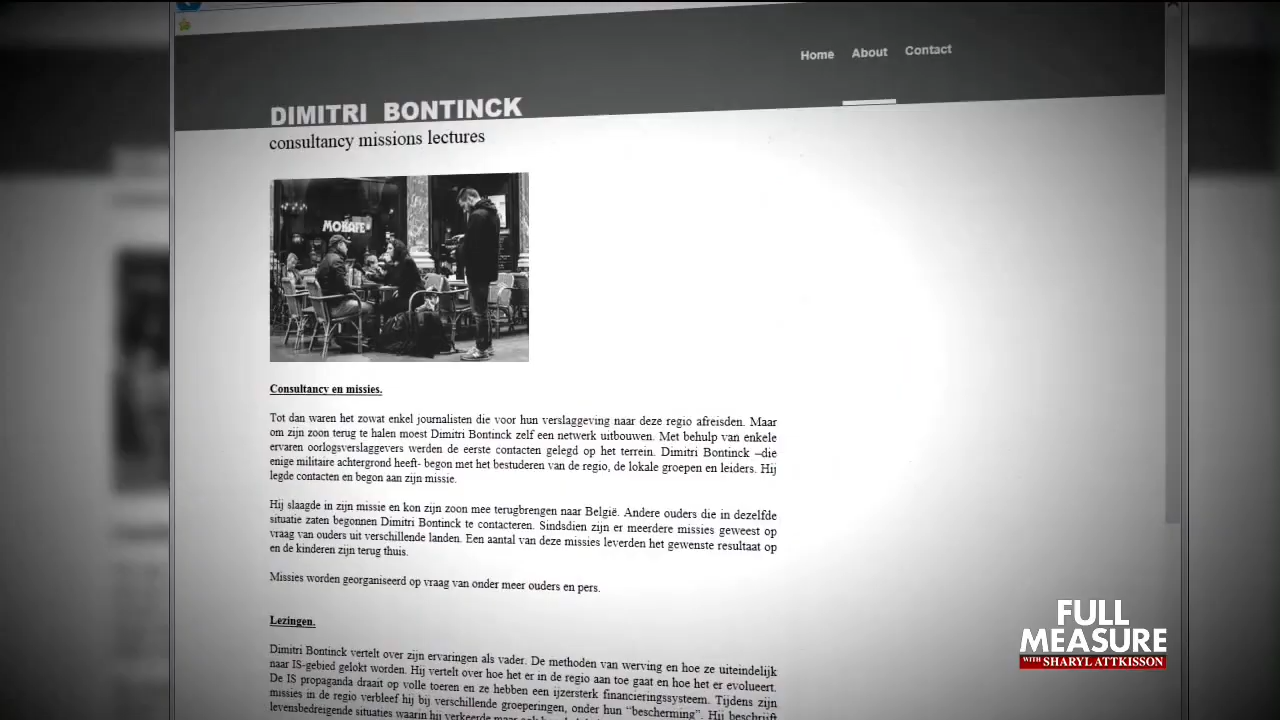 Home About Contact
DIMITRI BONTINCK
consultancy missions lectures
MOKAFE
Consultancy en missies.
Tot dan waren het zowat enkel journalisten die voor hun verslaggeving naar deze regio afreisden. Maar
om zijn zoon terug te halen moest Dimitri Bontinck zelf een netwerk uitbouwen. Met behulp van enkele
ervaren oorlogsverslaggevers werden de eerste contacten gelegd op het terrein. Dimitri Bontinck –die
enige militaire achtergrond heeft- begon met het bestuderen van de regio, de lokale groepen en leiders. Hij
legde contacten en begon aan zijn missie.
Hij slaagde in zijn missie en kon zijn zoon mee terugbrengen naar België. Andere ouders die in dezelfde
situatie zaten begonnen Dimitri Bontinck te contacteren. Sindsdien zijn er meerdere missies geweest op
vraag van ouders uit verschillende landen. Een aantal van deze missies leverden het gewenste resultaat op
en de kinderen zijn terug thuis.
Missies worden georganiseerd op vraag van onder meer ouders en pers.
Lezingen.
Dimitri Bontinck vertelt over zijn ervaringen als vader. De methoden van werving en hoe ze uiteindelijk
naar IS-gebied gelokt worden. Hij vertelt over hoe het er in de regio aan toe gaat en hoe het er evolueert.
De IS propaganda draait op volle toeren en ze hebben een ijzersterk financieringssysteem. Tijdens zijn
missies in de regio verbleef hij bij verschillende groeperingen, onder hun “bescherming”. Hij beschrijft
levensbedreigende situaties waarin hij verkeerde maar ook
FULL
MEASURE
WITH SHARYL ATTKISSON